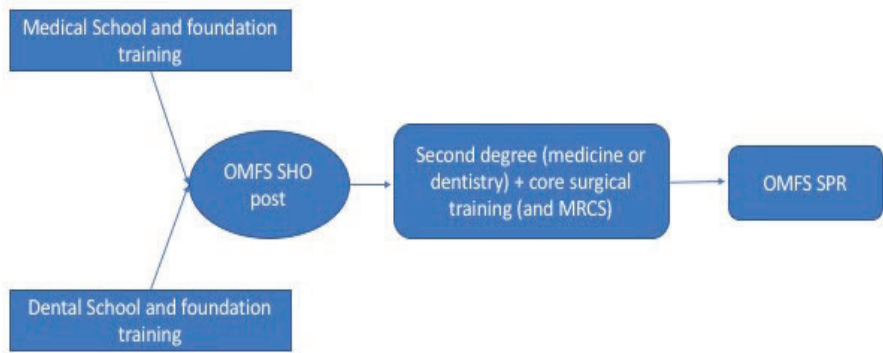 Medical School and foundation
training
OMFS SHO
post
Second degree (medicine or
dentistry) + core surgical
training (and MRCS)
OMFS SPR
Dental School and foundation
training